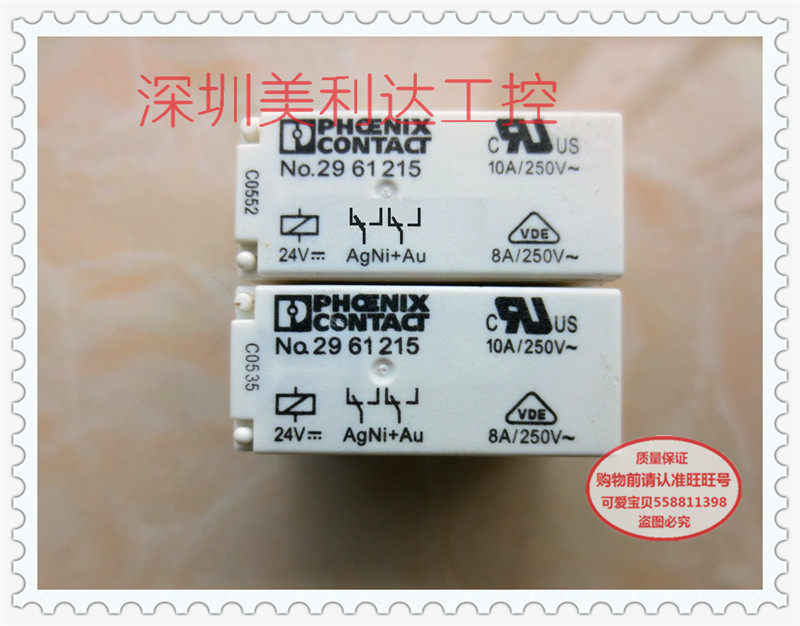 深圳美利达工控
PHOENIX
CONTACT
No.29 61 215
C0552
24V
AgNi+Au
C US
10A/250V~
VDE
8A/250V~
PHOENIX
CONTACT
No.29 61 215
C0535
24V
AgNi+Au
C US
10A/250V~
VDE
8A/250V~
质量保证
购物前请认准旺旺号
可爱宝贝558811398
盗图必究